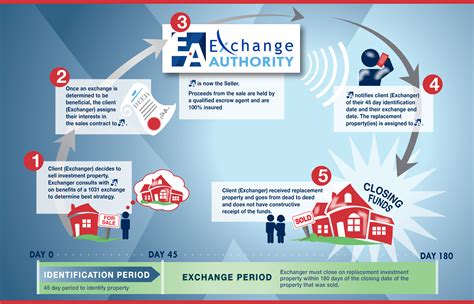 3
EA Exchange
AUTHORITY
2
Once an exchange is
determined to be
beneficial, the client
(Exchanger) assigns
their interests in
the sales contract to EA
EA is now the Seller.
Proceeds from the sale are held by
a qualified escrow agent and are
100% insured
4
EA notifies client (Exchanger)
of their 45 day identification
date and their exchange end
date. The replacement
property(ies) is assigned to EA
1
Client (Exchanger) decides to
sell investment property.
Exchanger consults with
EA on benefits of a 1031 exchange
to determine best strategy.
FOR
SALE
5
Client (Exchanger) received replacement
property and goes from dead to deed
and does not have constructive
receipt of the funds.
SOLD
CLOSING
FUNDS
DAY 0
DAY 45
DAY 180
IDENTIFICATION PERIOD
45 day period to identify property
EXCHANGE PERIOD
Exchanger must close on replacement investment
property within 180 days of the closing date of the
property that was sold.